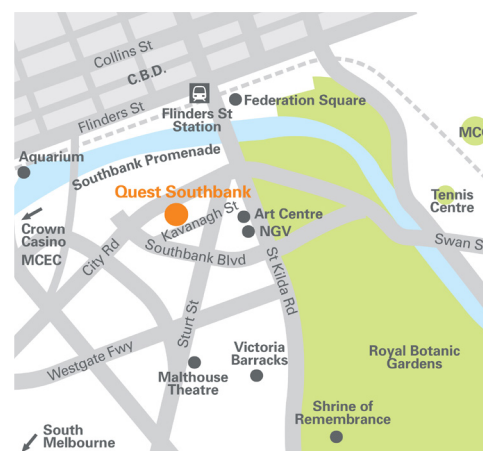 Collins St
C.B.D.
Flinders St
Flinders St
Station
Federation Square
MCG
Aquarium
Southbank Promenade
Quest Southbank
Kavanagh St
Art Centre
NGV
Tennis
Centre
Swan S
Crown
Casino
MCEC
City Rd
Southbank Blvd
St Kilda Rd
Sturt St
Westgate Fwy
Victoria
Barracks
Malthouse
Theatre
Royal Botanic
Gardens
Shrine of
Remembrance
South
Melbourne